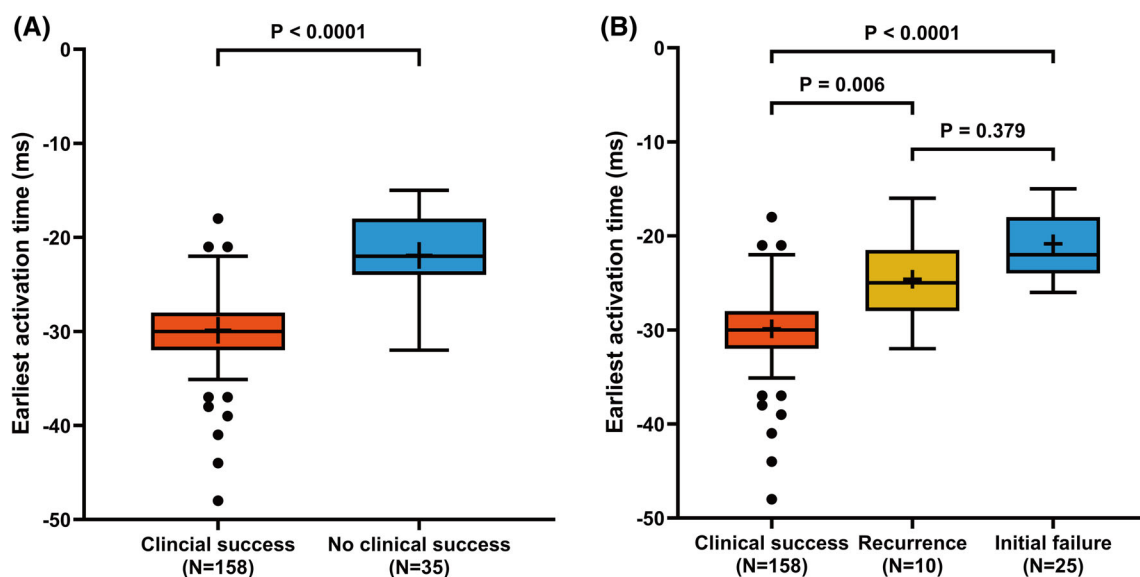 (A)
P < 0.0001
Earliest activation time (ms)
0
-10
-20
-30
-40
-50
Clincial success
(N=158)
No clinical success
(N=35)
(B)
P < 0.0001
P = 0.006
P = 0.379
Earliest activation time (ms)
0
-10
-20
-30
-40
-50
Clinical success
(N=158)
Recurrence
(N=10)
Initial failure
(N=25)